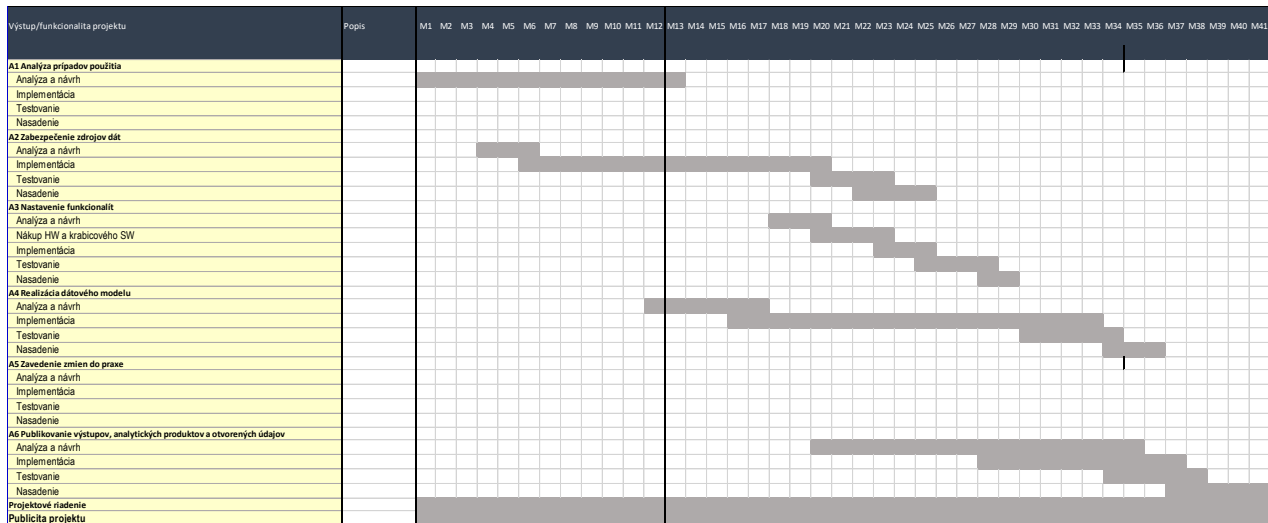 Výstup/funkcionalita projektu Popis M1 M2 M3 M4 M5 M6 M7 M8 M9 M10 M11 M12 M13 M14 M15 M16 M17 M18 M19 M20 M21 M22 M23 M24 M25 M26 M27 M28 M29 M30 M31 M32 M33 M34 M35 M36 M37 M38 M39 M40 M41
A1 Analýza prípadov použitia
Analýza a návrh
Implementácia
Testovanie
Nasadenie
A2 Zabezpečenie zdrojov dát
Analýza a návrh
Implementácia
Testovanie
Nasadenie
A3 Nastavenie funkcionalít
Analýza a návrh
Nákup HW a krabicového SW
Implementácia
Testovanie
Nasadenie
A4 Realizácia dátového modelu
Analýza a návrh
Implementácia
Testovanie
Nasadenie
A5 Zavedenie zmien do praxe
Analýza a návrh
Implementácia
Testovanie
Nasadenie
A6 Publikovanie výstupov, analytických produktov a otvorených údajov
Analýza a návrh
Implementácia
Testovanie
Nasadenie
Projektové riadenie
Publicita projektu